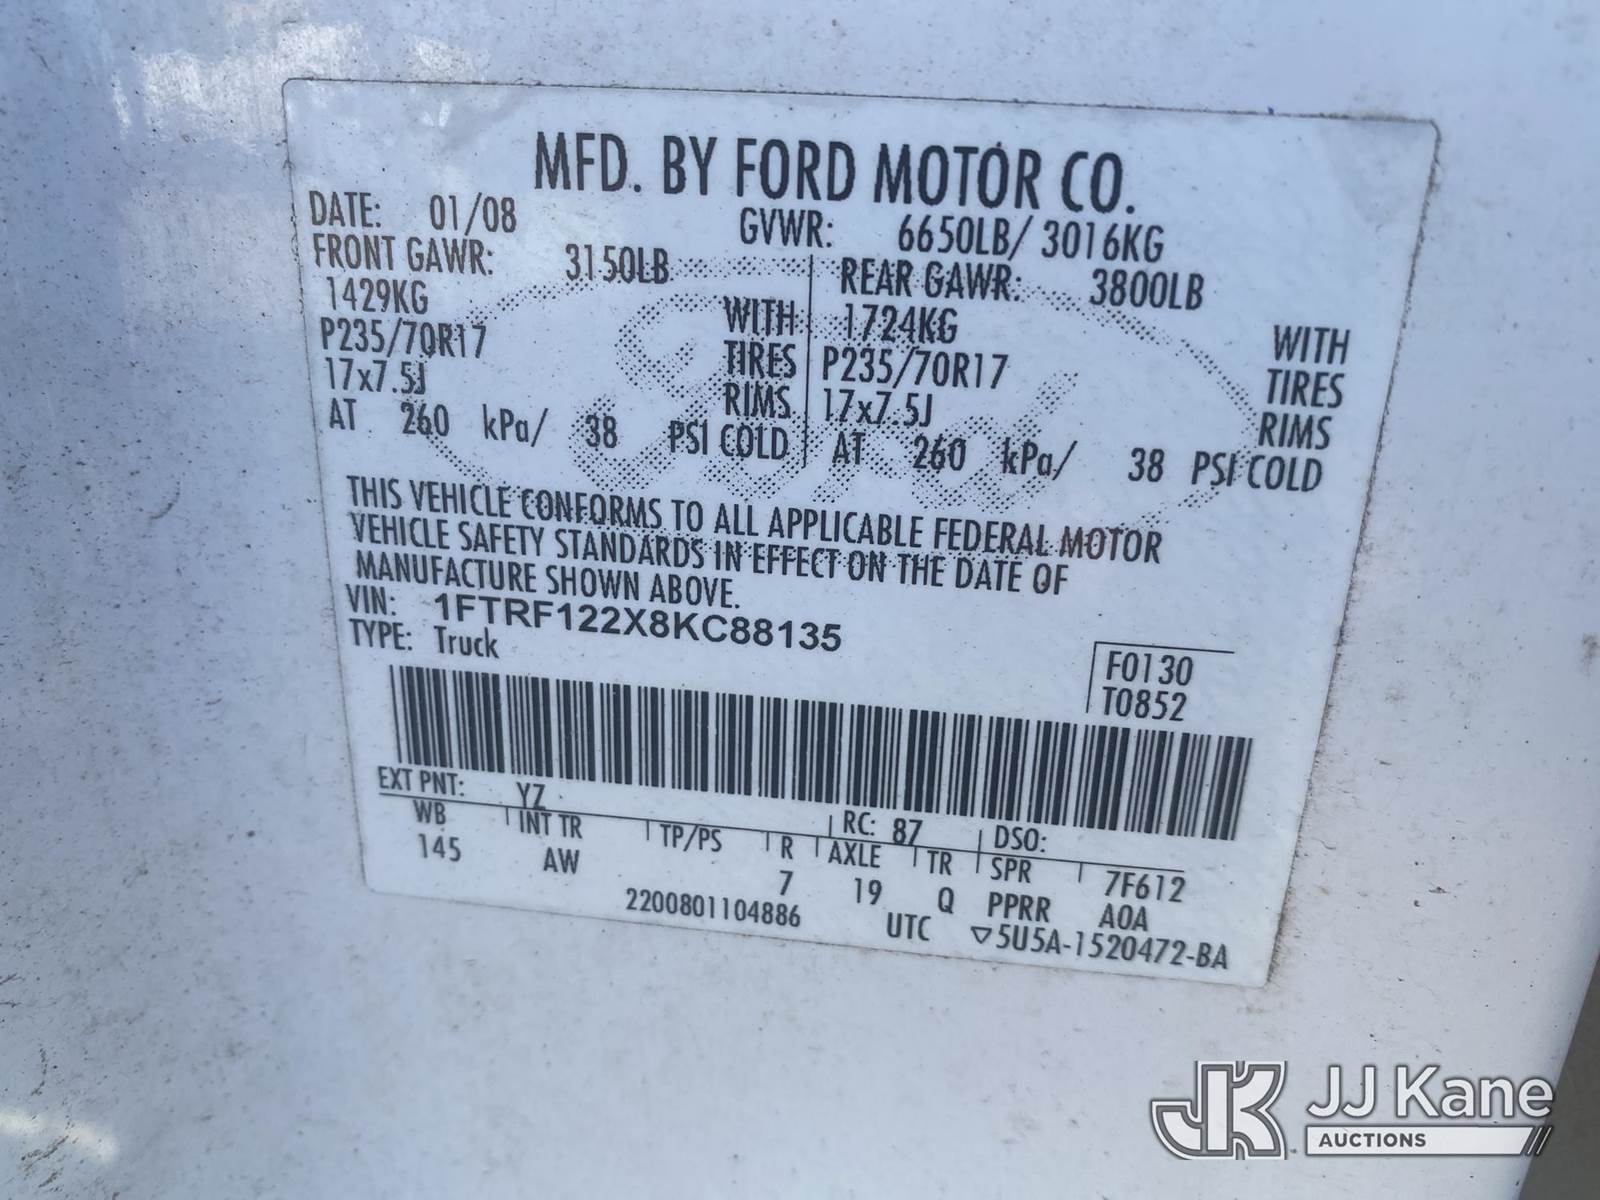 MFD. BY FORD MOTOR CO.
DATE: 01/08 GVWR: 6650LB/ 3016KG
FRONT GAWR: 3150LB REAR GAWR: 3800LB
1429KG WITH 1724KG WITH
P235/70R17 TIRES P235/70R17 TIRES
17x7.5J RIMS 17x7.5J RIMS
AT 260 kPa/ 38 PSI COLD AT 260 kPa/ 38 PSI COLD
THIS VEHICLE CONFORMS TO ALL APPLICABLE FEDERAL MOTOR
VEHICLE SAFETY STANDARDS IN EFFECT ON THE DATE OF
MANUFACTURE SHOWN ABOVE.
VIN: 1FTRF122X8KC88135
TYPE: Truck
F0130
T0852
EXT PNT: YZ RC: 87 DSO:
WB INT TR TP/PS R AXLE TR SPR 7F612
145 AW 7 19 Q PPRR A0A
2200801104886 UTC ▽5U5A-1520472-BA
JK JJ Kane
AUCTIONS